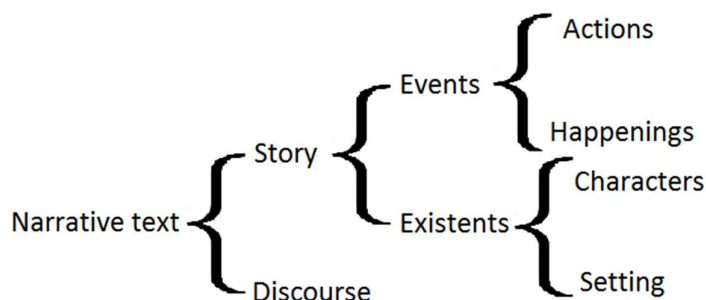 Actions
Events
Happenings
Story
Characters
Narrative text
Existents
Setting
Discourse